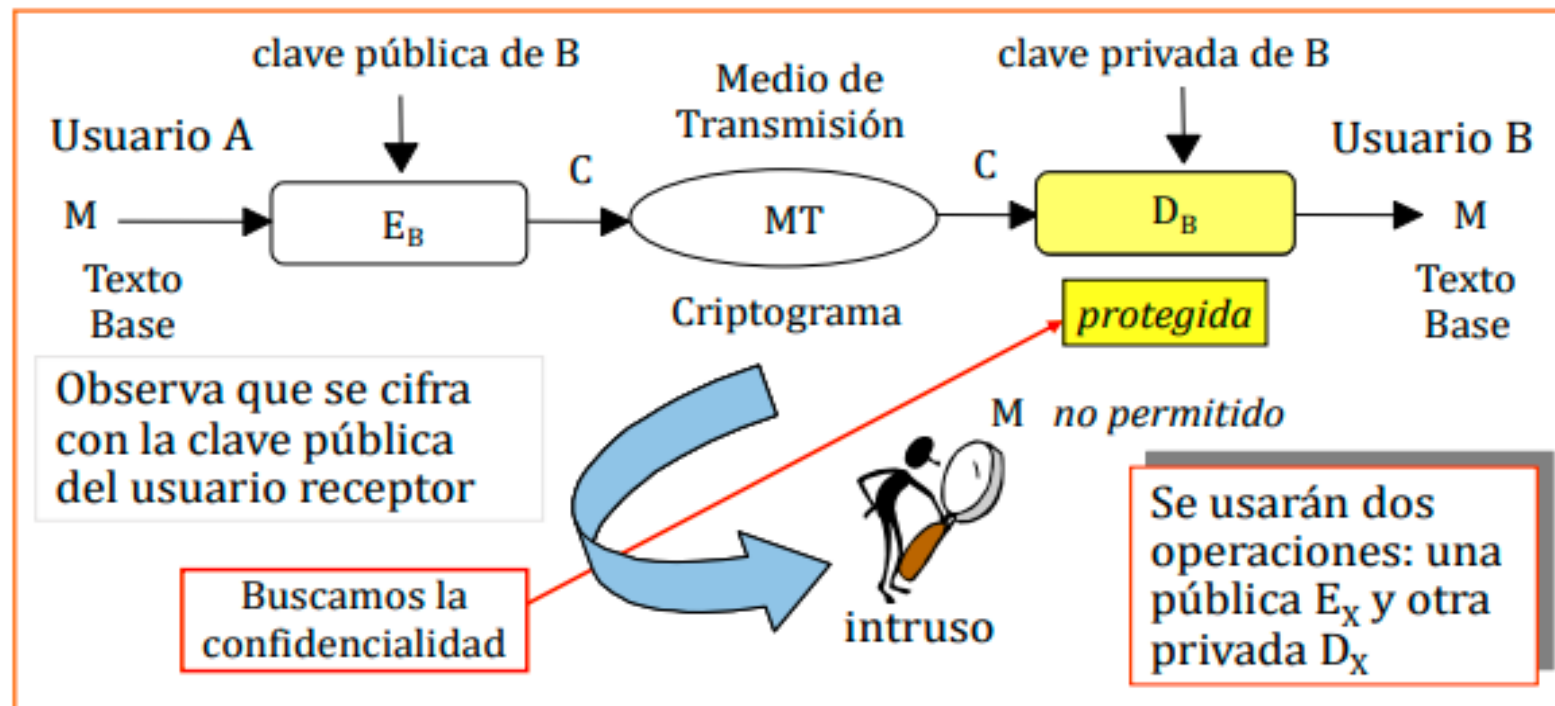 clave pública de B
clave privada de B
Medio de
Transmisión
Usuario A
Usuario B
C
C
M
E_B
MT
D_B
M
Texto
Base
Criptograma
protegida
Texto
Base
Observa que se cifra
con la clave pública
del usuario receptor
M no permitido
Se usarán dos
operaciones: una
pública E_X y otra
privada D_X
Buscamos la
confidencialidad
intruso